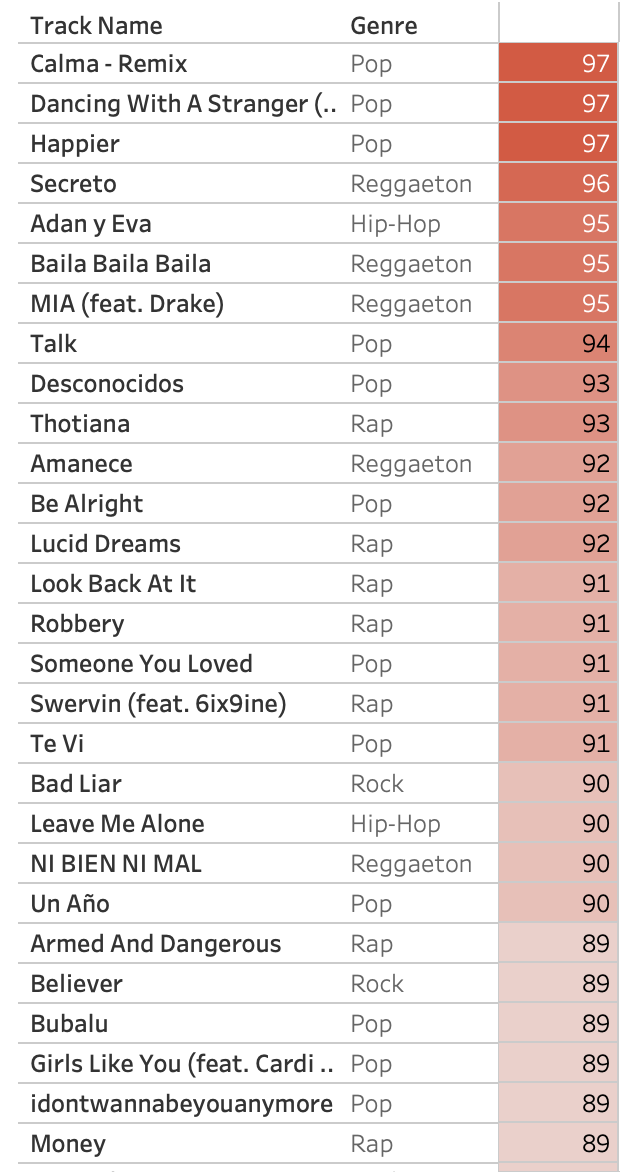 Track Name Genre
Calma - Remix Pop 97
Dancing With A Stranger (.. Pop 97
Happier Pop 97
Secreto Reggaeton 96
Adan y Eva Hip-Hop 95
Baila Baila Baila Reggaeton 95
MIA (feat. Drake) Reggaeton 95
Talk Pop 94
Desconocidos Pop 93
Thotiana Rap 93
Amanece Reggaeton 92
Be Alright Pop 92
Lucid Dreams Rap 92
Look Back At It Rap 91
Robbery Rap 91
Someone You Loved Pop 91
Swervin (feat. 6ix9ine) Rap 91
Te Vi Pop 91
Bad Liar Rock 90
Leave Me Alone Hip-Hop 90
NI BIEN NI MAL Reggaeton 90
Un Año Pop 90
Armed And Dangerous Rap 89
Believer Rock 89
Bubalu Pop 89
Girls Like You (feat. Cardi .. Pop 89
idontwannabeyouanymore Pop 89
Money Rap 89